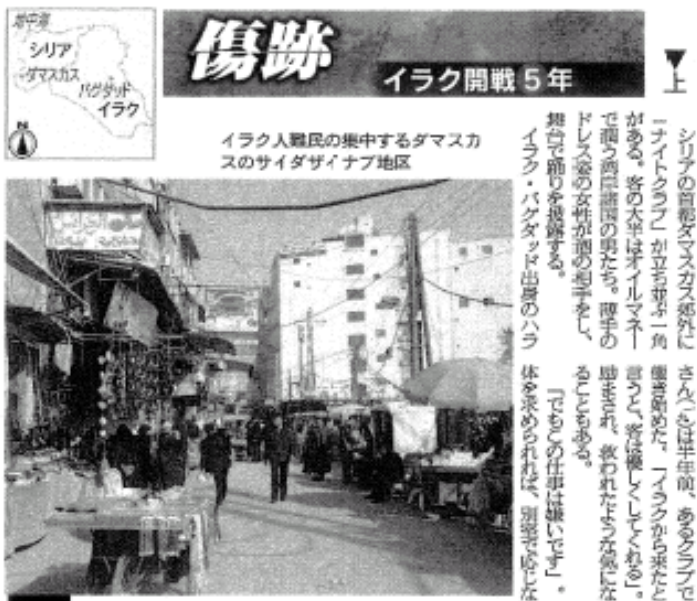 傷跡
イラク開戦5年
▼上
地中海
シリア
ダマスカス
バグダッド
イラク
N
イラク人難民の集中するダマスカ
スのサイダザイナブ地区
シリアの首都ダマスカス郊外に
「ナイトクラブ」が立ち並ぶ一角
がある。客の大半はオイルマネー
で潤う湾岸諸国の男たち。薄手の
ドレス姿の女性が酒の相手をし、
舞台で踊りを披露する。
イラク・バグダッド出身のハラ
さん(
)は半年前、あるクラブで
働き始めた。「イラクから来たと
言うと、客は優しくしてくれる」。
励まされ、救われたような気にな
ることもある。
「でもこの仕事は嫌いです」。
体を求められれば、別室で応じな